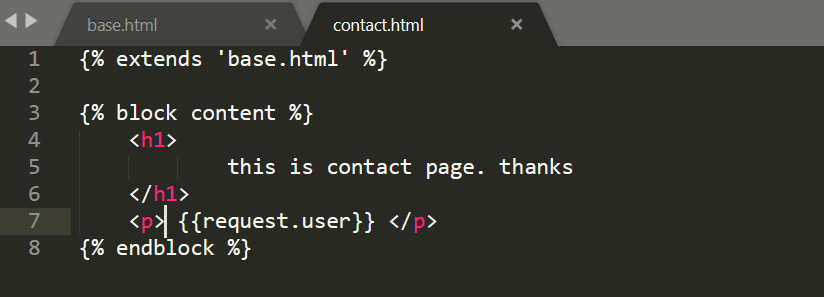 base.html × contact.html ×
1 {% extends 'base.html' %}
2
3 {% block content %}
4 <h1>
5 this is contact page. thanks
6 </h1>
7 <p> {{request.user}} </p>
8 {% endblock %}